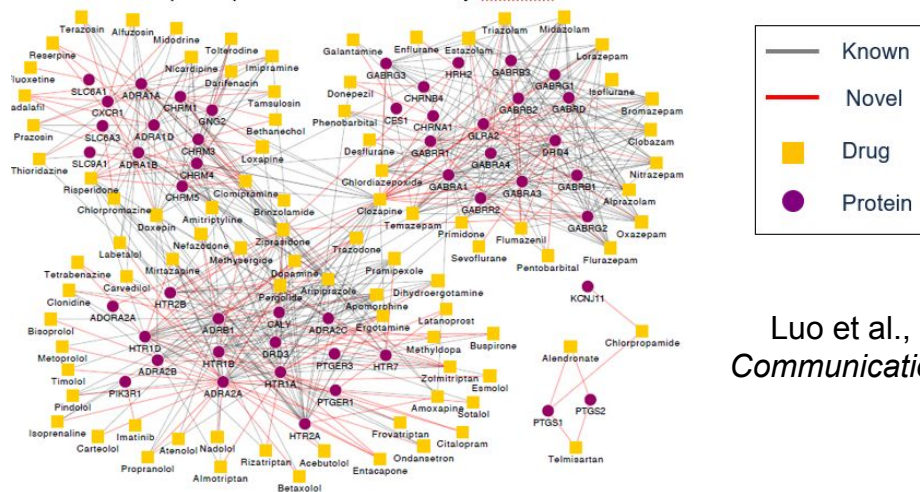 Terazosin
Alfuzosin
Midodrine
Reserpine
Tolterodine
Nicardipine
Imipramine
Fluoxetine
Darifenacin
SLC6A1
ADRA1A
CHRM1
adalafil
CXCR1
GNG2
Tamsulosin
SLC6A3
ADRA1D
Prazosin
CHRM3
Bethanechol
SLC9A1
ADRA1B
Loxapine
Thioridazine
CHRM4
Risperidone
CHRM5
Clomipramine
Chlorpromazine
Amitriptyline
Brinzolamide
Doxepin
Nefazodone
Ziprasidone
Labetalol
Methysergide
Mirtazapine
Trazodone
Galantamine
Enflurane
Estazolam
Triazolam
Midazolam
GABRG3
HRH2
GABRB3
Lorazepam
GABRG1
Isoflurane
Donepezil
CHRNB4
GABRB2
GABRD
Bromazepam
Phenobarbital
CES1
CHRNA1
GLRA2
Clobazam
GABRR1
DRD4
Desflurane
GABRA4
Nitrazepam
Chlordiazepoxide
GABRA1
GABRA3
GABRB1
Alprazolam
Clozapine
GABRR2
GABRG2
Oxazepam
Temazepam
Primidone
Flumazenil
Flurazepam
Sevoflurane
Pentobarbital
Tetrabenazine
Carvedilol
Dopamine
Pramipexole
Clonidine
HTR2B
Pergolide
Aripiprazole
Dihydroergotamine
ADORA2A
Apomorphine
Bisoprolol
ADRB1
CALY
ADRA2C
Ergotamine
Latanoprost
HTR1D
Methyldopa
Buspirone
Metoprolol
ADRA2B
HTR1B
DRD3
PTGER3
HTR7
Zolmitriptan
Timolol
PIK3R1
ADRA2A
HTR1A
Esmolol
Pindolol
PTGER1
Amoxapine
Sotalol
Isoprenaline
HTR2A
Citalopram
Carteolol
Imatinib
Nadolol
Frovatriptan
Atenolol
Rizatriptan
Acebutolol
Ondansetron
Propranolol
Almotriptan
Entacapone
Betaxolol
KCNJ11
Chlorpropamide
Alendronate
PTGS1
PTGS2
Telmisartan
Known
Novel
Drug
Protein
Luo et al.,
Communicatio